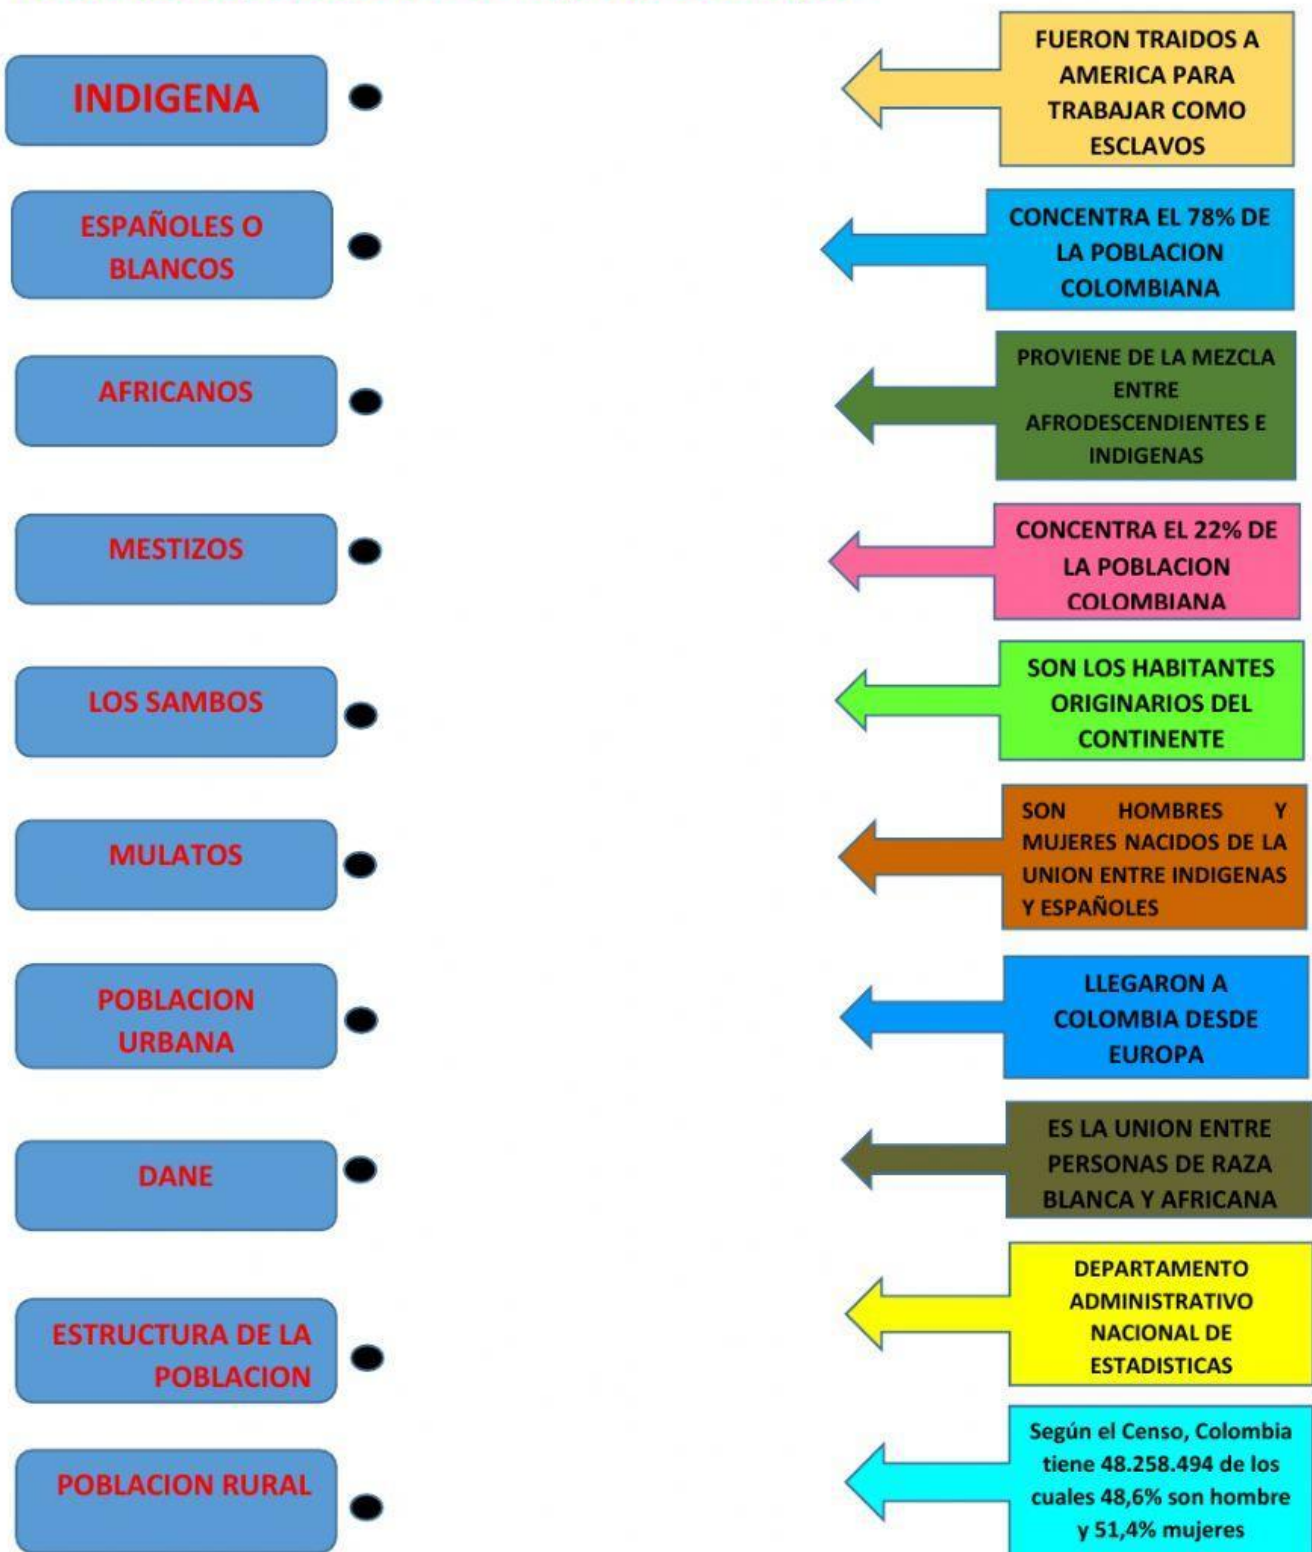 INDIGENA
FUERON TRAIDOS A
AMERICA PARA
TRABAJAR COMO
ESCLAVOS
ESPAÑOLES O
BLANCOS
CONCENTRA EL 78% DE
LA POBLACION
COLOMBIANA
AFRICANOS
PROVIENE DE LA MEZCLA
ENTRE
AFRODESCENDIENTES E
INDIGENAS
MESTIZOS
CONCENTRA EL 22% DE
LA POBLACION
COLOMBIANA
LOS SAMBOS
SON LOS HABITANTES
ORIGINARIOS DEL
CONTINENTE
MULATOS
SON HOMBRES Y
MUJERES NACIDOS DE LA
UNION ENTRE INDIGENAS
Y ESPAÑOLES
POBLACION
URBANA
LLEGARON A
COLOMBIA DESDE
EUROPA
DANE
ES LA UNION ENTRE
PERSONAS DE RAZA
BLANCA Y AFRICANA
ESTRUCTURA DE LA
POBLACION
DEPARTAMENTO
ADMINISTRATIVO
NACIONAL DE
ESTADISTICAS
POBLACION RURAL
Según el Censo, Colombia
tiene 48.258.494 de los
cuales 48,6% son hombre
y 51,4% mujeres